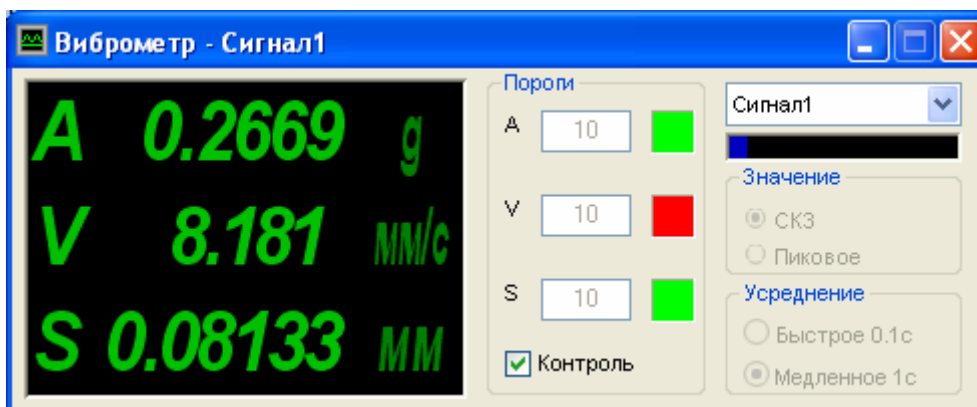 Виброметр - Сигнал1
A 0.2669 g
V 8.181 мм/с
S 0.08133 мм
Пороги
A 10
V 10
S 10
Контроль
Сигнал1
Значение
СКЗ
Пиковое
Усреднение
Быстрое 0.1с
Медленное 1с